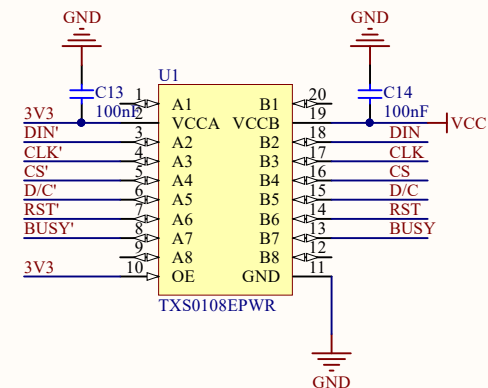 GND GND
U1
C13 C14
100nF 100nF
1 A1 B1 20
3V3 2 VCCA VCCB 19 VCC
DIN' 3 A2 B2 18 DIN
CLK' 4 A3 B3 17 CLK
CS' 5 A4 B4 16 CS
D/C' 6 A5 B5 15 D/C
RST' 7 A6 B6 14 RST
BUSY' 8 A7 B7 13 BUSY
9 A8 B8 12
3V3 10 OE GND 11
TXS0108EPWR
GND